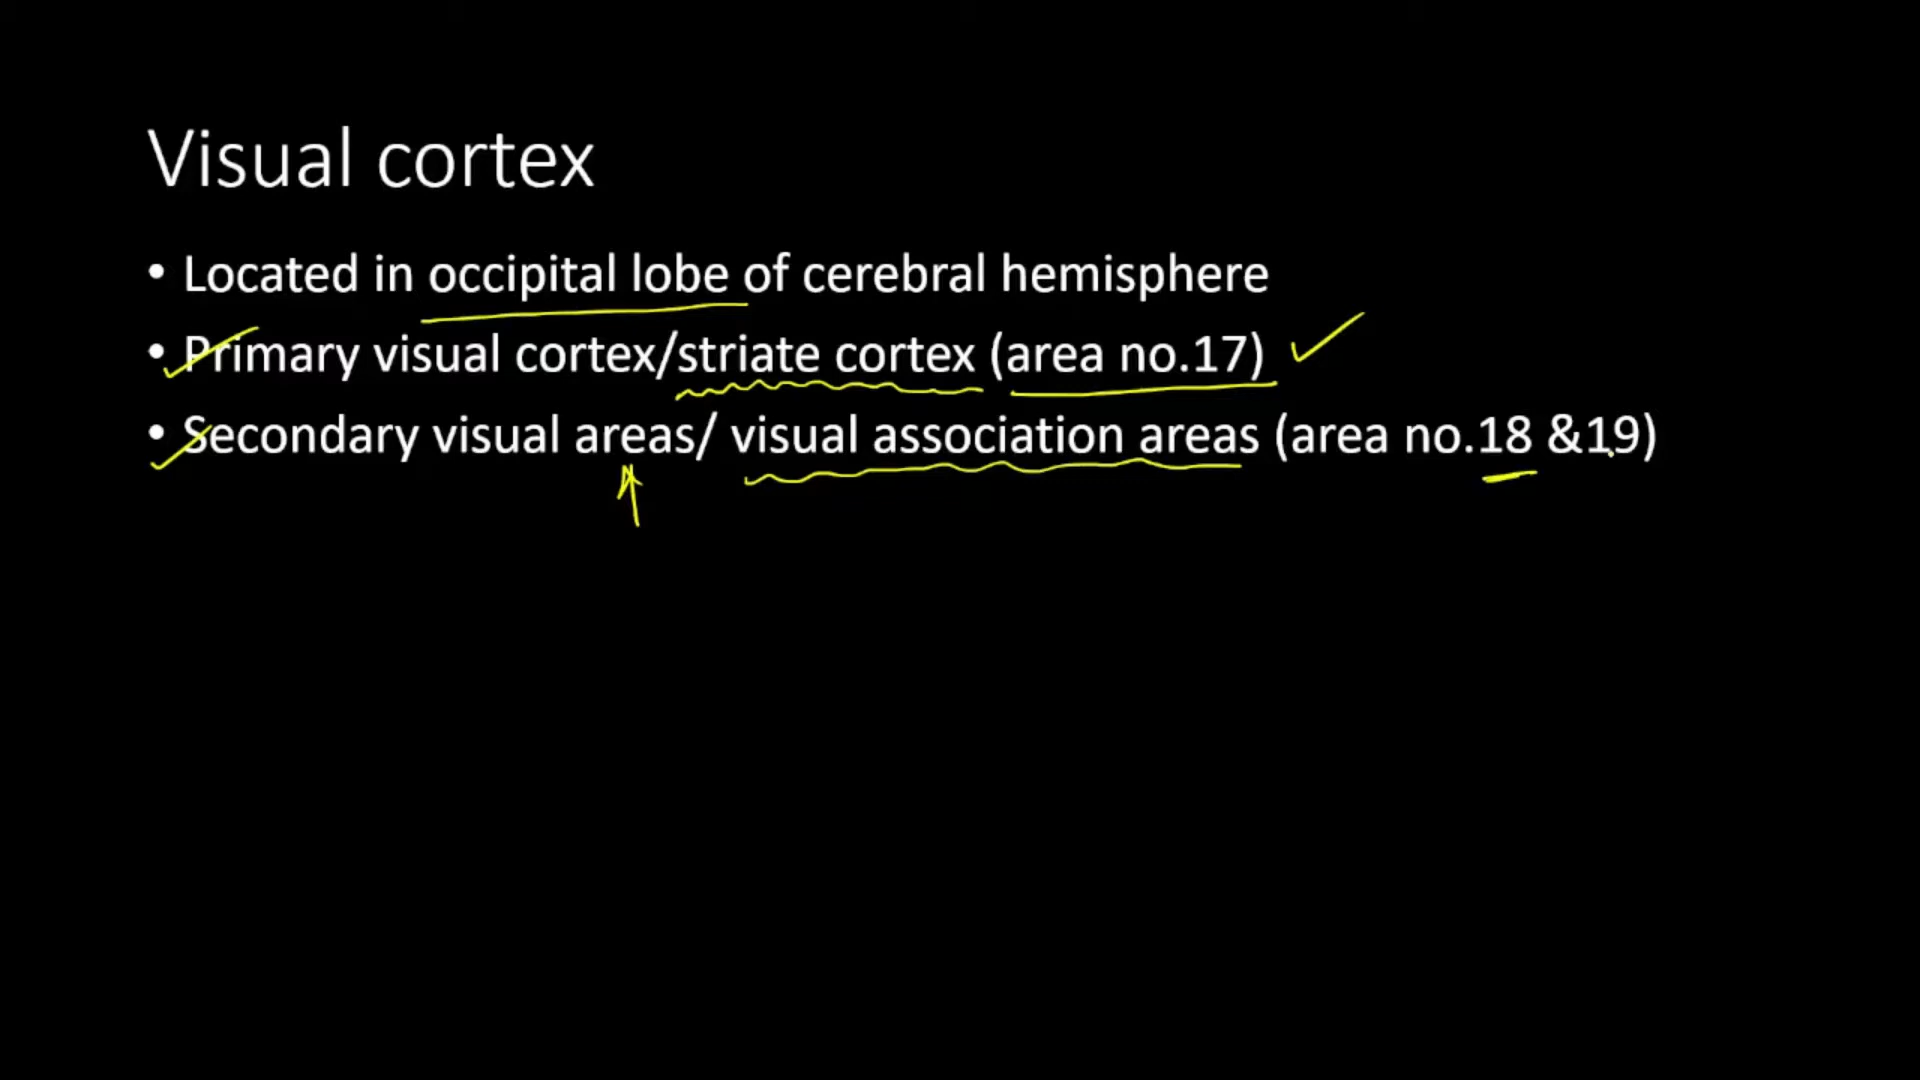 Visual cortex
• Located in occipital lobe of cerebral hemisphere
• Primary visual cortex/striate cortex (area no.17)
• Secondary visual areas/ visual association areas (area no.18 &19)